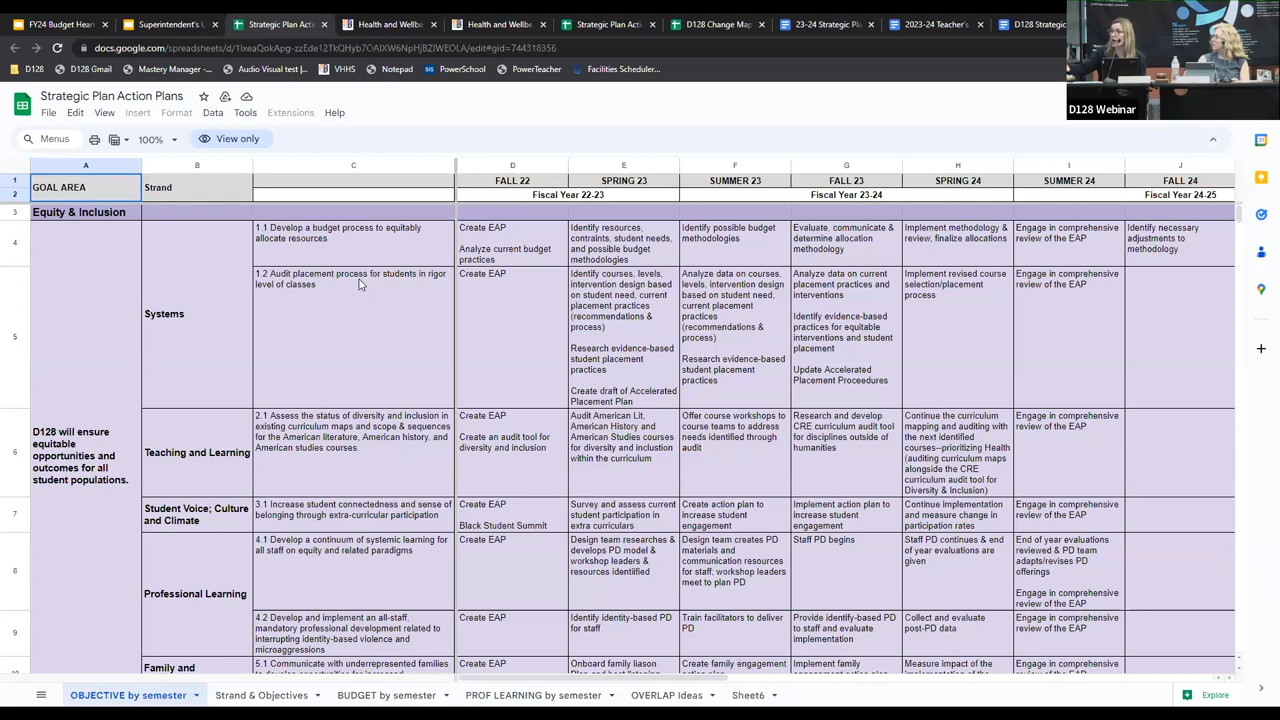 FY24 Budget Hear
Superintendent's U
Strategic Plan Action
Health and Wellbe
Health and Wellbe
Strategic Plan Actio
D128 Change Map
23-24 Strategic Pl
2023-24 Teacher's
D128 Strategi
D128
D128 Gmail
Mastery Manager -...
Audio Visual test |...
VHHS
Notepad
PowerSchool
PowerTeacher
Facilities Scheduler...
D128 Webinar
Strategic Plan Action Plans
File Edit View Insert Format Data Tools Extensions Help
Menus
100%
View only
A B C D E F G H I J
1
GOAL AREA
Strand
FALL 22
SPRING 23
SUMMER 23
FALL 23
SPRING 24
SUMMER 24
FALL 24
2
Fiscal Year 22-23
Fiscal Year 23-24
Fiscal Year 24-25
3
Equity & Inclusion
D128 will ensure
equitable
opportunities and
outcomes for all
student populations.
Systems
4
1.1 Develop a budget process to equitably
allocate resources
Create EAP
Analyze current budget
practices
Identify resources,
contraints, student needs,
and possible budget
methodologies
Identify possible budget
methodologies
Evaluate, communicate &
determine allocation
methodology
Implement methodology &
review, finalize allocations
Engage in comprehensive
review of the EAP
Identify necessary
adjustments to
methodology
5
1.2 Audit placement process for students in rigor
level of classes
Create EAP
Identify courses, levels,
intervention design based
on student need, current
placement practices
(recommendations &
process)
Research evidence-based
student placement
practices
Create draft of Accelerated
Placement Plan
Analyze data on courses,
levels, intervention design
based on student need,
current placement
practices
(recommendations &
process)
Research evidence-based
student placement
practices
Analyze data on current
placement practices and
interventions
Identify evidence-based
practices for equitable
interventions and student
placement
Update Accelerated
Placement Proceedures
Implement revised course
selection/placement
process
Engage in comprehensive
review of the EAP
6
Teaching and Learning
2.1 Assess the status of diversity and inclusion in
existing curriculum maps and scope & sequences
for the American literature, American history, and
American studies courses.
Create EAP
Create an audit tool for
diversity and inclusion
Audit American Lit,
American History and
American Studies courses
for diversity and inclusion
within the curriculum
Offer course workshops to
course teams to address
needs identified through
audit
Research and develop
CRE curriculum audit tool
for disciplines outside of
humanities
Continue the curriculum
mapping and auditing with
the next identified
courses--prioritizing Health
(auditing curriculum maps
alongside the CRE
curriculum audit tool for
Diversity & Inclusion)
Engage in comprehensive
review of the EAP
7
Student Voice; Culture
and Climate
3.1 Increase student connectedness and sense of
belonging through extra-curricular participation
Create EAP
Black Student Summit
Survey and assess current
student participation in
extra curriculars
Create action plan to
increase student
engagement
Implement action plan to
increase student
engagement
Continue implementation
and measure change in
participation rates
Engage in comprehensive
review of the EAP
8
Professional Learning
4.1 Develop a continuum of systemic learning for
all staff on equity and related paradigms
Create EAP
Design team researches &
develops PD model &
workshop leaders &
resources identified
Design team creates PD
materials and
communication resources
for staff; workshop leaders
meet to plan PD
Staff PD begins
Staff PD continues & end
of year evaluations are
given
End of year evaluations
reviewed & PD team
adapts/revises PD
offerings
Engage in comprehensive
review of the EAP
9
4.2 Develop and implement an all-staff,
mandatory professional development related to
interrupting identity-based violence and
microaggressions
Create EAP
Identify identity-based PD
for staff
Train facilitators to deliver
PD
Provide identify-based PD
to staff and evaluate
implementation
Collect and evaluate
post-PD data
Engage in comprehensive
review of the EAP
Family and
5.1 Communicate with underrepresented families
Create EAP
Onboard family liason
Create family engagement
Implement family
Measure impact of the
Engage in comprehensive
review of the EAP
OBJECTIVE by semester
Strand & Objectives
BUDGET by semester
PROF LEARNING by semester
OVERLAP Ideas
Sheet6
Explore